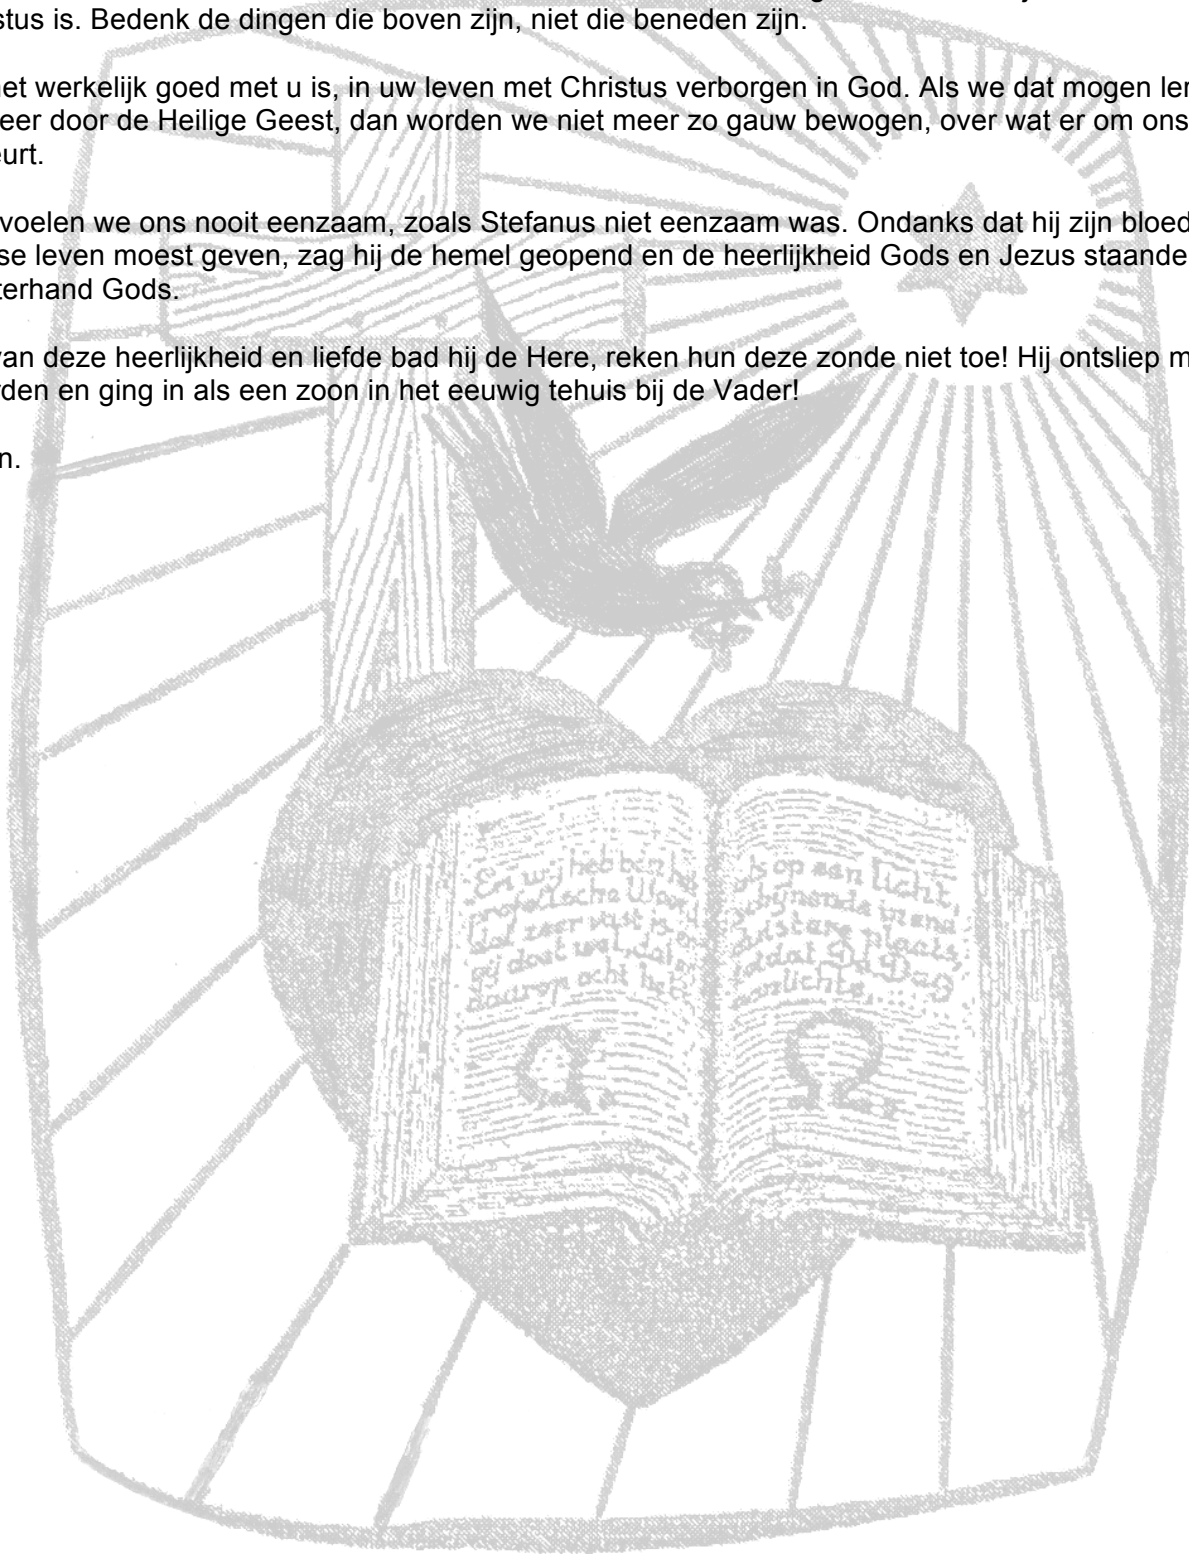 stus is. Bedenk de dingen die boven zijn, niet die beneden zijn.
het werkelijk goed met u is, in uw leven met Christus verborgen in God. Als we dat mogen ler
eer door de Heilige Geest, dan worden we niet meer zo gauw bewogen, over wat er om ons
eurt.
voelen we ons nooit eenzaam, zoals Stefanus niet eenzaam was. Ondanks dat hij zijn bloed
se leven moest geven, zag hij de hemel geopend en de heerlijkheid Gods en Jezus staande
terhand Gods.
van deze heerlijkheid en liefde bad hij de Here, reken hun deze zonde niet toe! Hij ontsliep m
rden en ging in als een zoon in het eeuwig tehuis bij de Vader!
n.
En wij hebben he
profetische Woord
dat zeer vast is, e
gij doet wel, dat g
daarop acht heb
als op een licht,
schijnende in een
duistere plaats,
totdat De Dag
aanlichte....
α
Ω